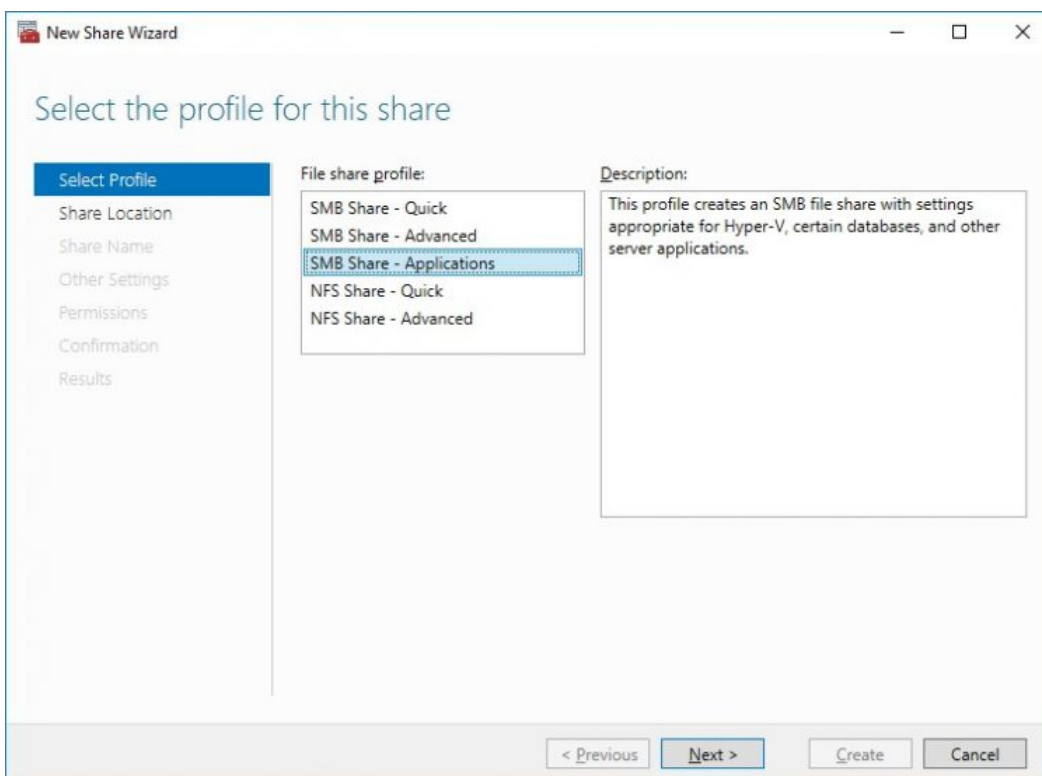 New Share Wizard
Select the profile for this share
Select Profile
Share Location
Share Name
Other Settings
Permissions
Confirmation
Results
File share profile:
SMB Share - Quick
SMB Share - Advanced
SMB Share - Applications
NFS Share - Quick
NFS Share - Advanced
Description:
This profile creates an SMB file share with settings
appropriate for Hyper-V, certain databases, and other
server applications.
< Previous
Next >
Create
Cancel